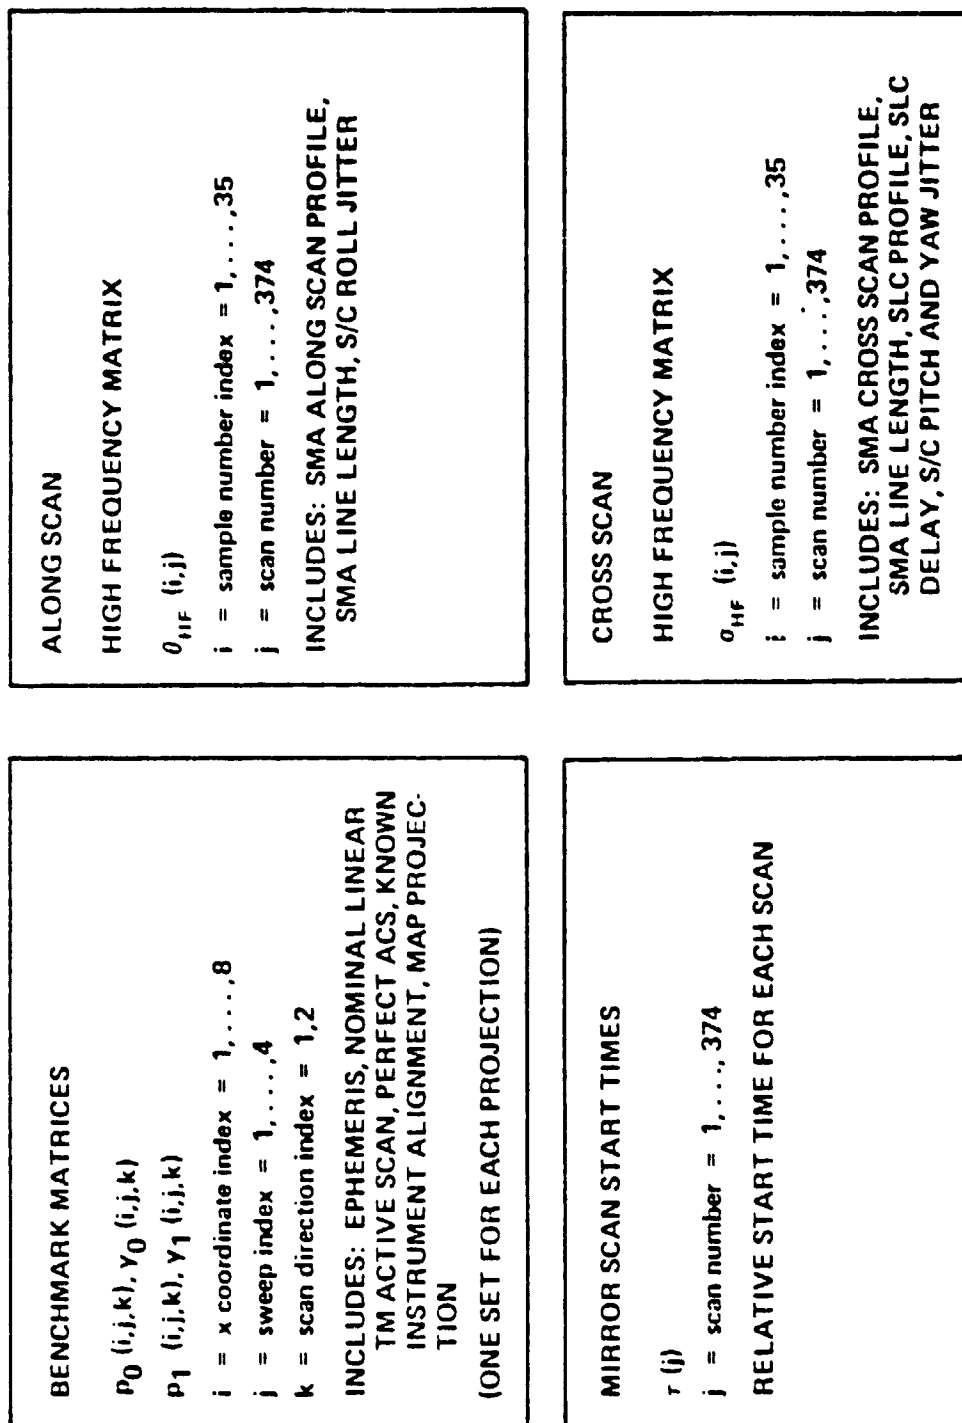 BENCHMARK MATRICES
p0 (i,j,k), y0 (i,j,k)
p1 (i,j,k), y1 (i,j,k)
i = x coordinate index = 1,....,8
j = sweep index = 1,....,4
k = scan direction index = 1,2
INCLUDES: EPHEMERIS, NOMINAL LINEAR
TM ACTIVE SCAN, PERFECT ACS, KNOWN
INSTRUMENT ALIGNMENT, MAP PROJEC-
TION
(ONE SET FOR EACH PROJECTION)
ALONG SCAN
HIGH FREQUENCY MATRIX
θHF (i,j)
i = sample number index = 1,....,35
j = scan number = 1,....,374
INCLUDES: SMA ALONG SCAN PROFILE,
SMA LINE LENGTH, S/C ROLL JITTER
MIRROR SCAN START TIMES
τ (j)
j = scan number = 1,....,374
RELATIVE START TIME FOR EACH SCAN
CROSS SCAN
HIGH FREQUENCY MATRIX
αHF (i,j)
i = sample number index = 1,....,35
j = scan number = 1,....,374
INCLUDES: SMA CROSS SCAN PROFILE,
SMA LINE LENGTH, SLC PROFILE, SLC
DELAY, S/C PITCH AND YAW JITTER